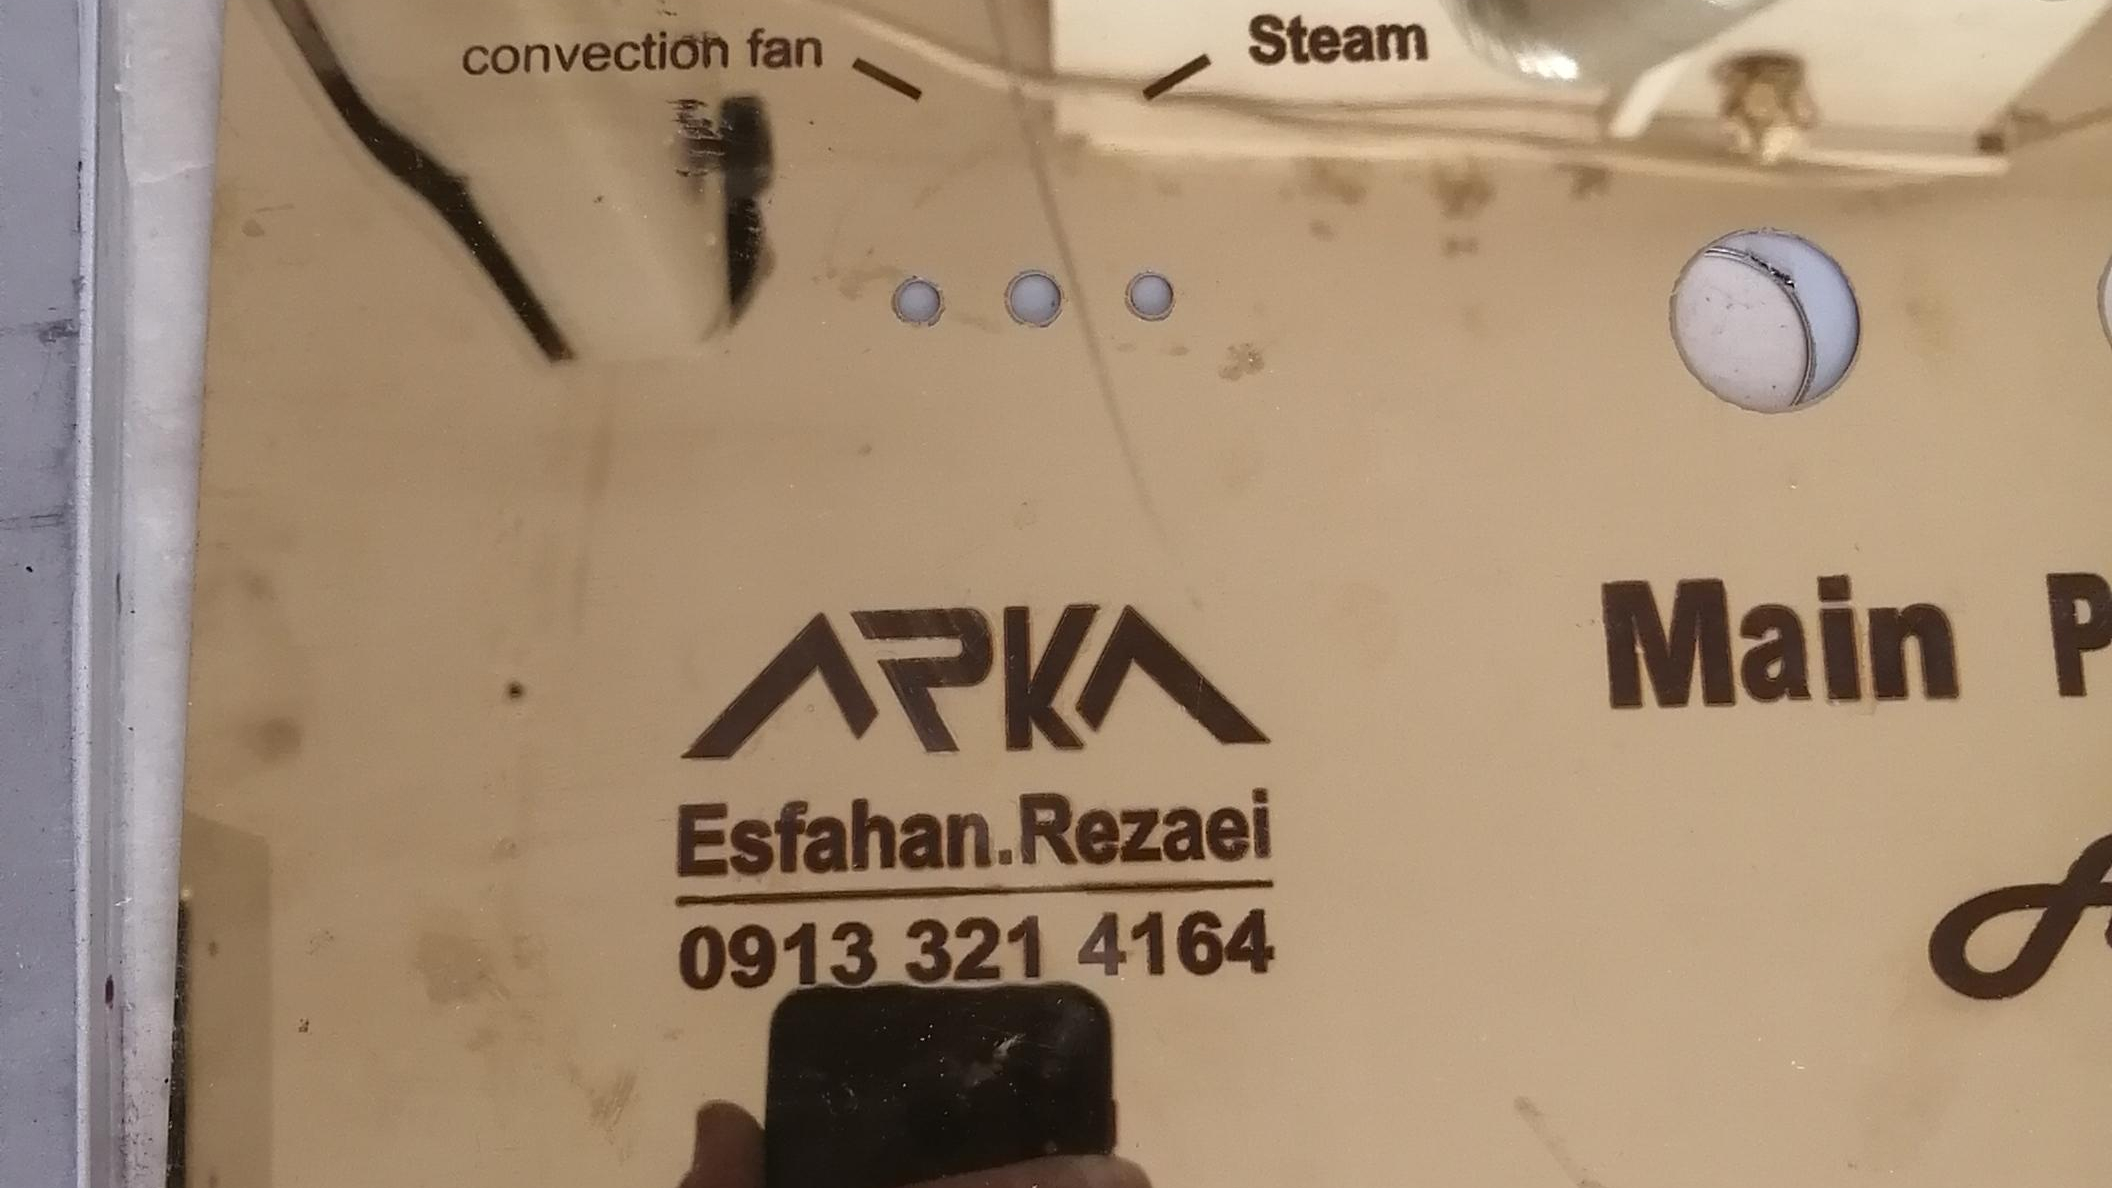 convection fan
Steam
Main P
ARKA
Esfahan.Rezaei
0913 321 4164